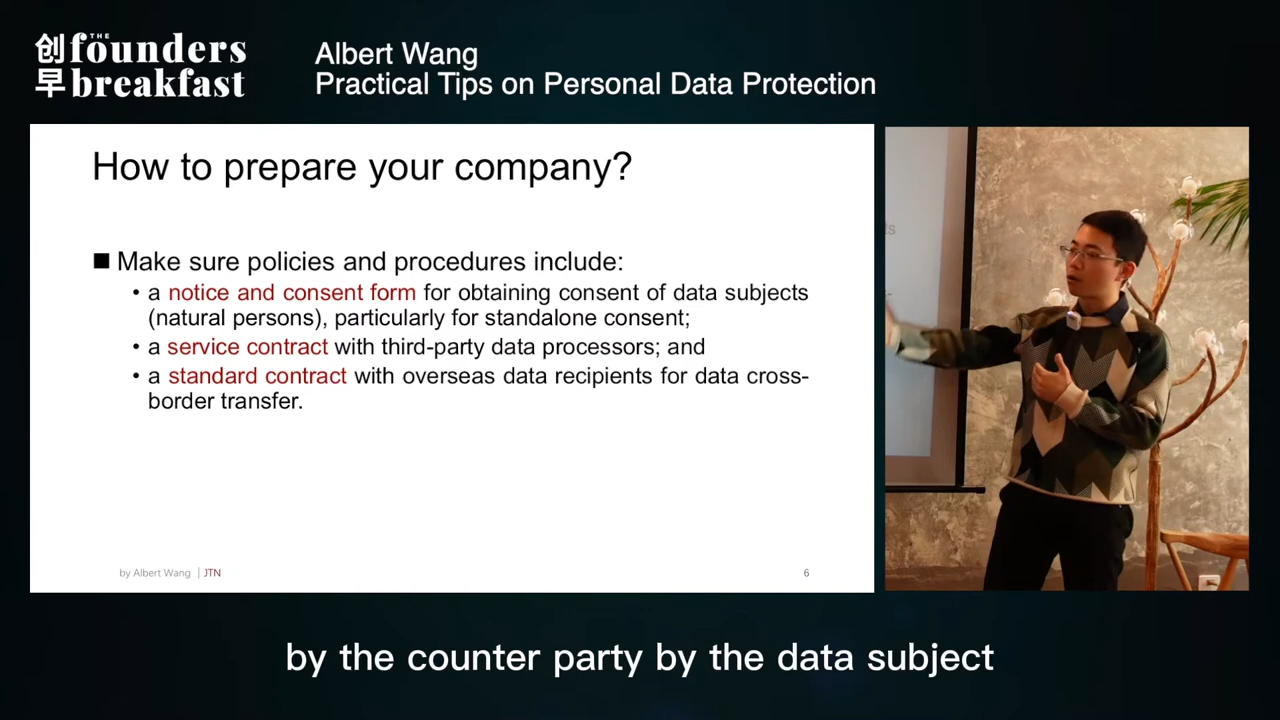 创 THE founders
早 breakfast
Albert Wang
Practical Tips on Personal Data Protection
How to prepare your company?
■ Make sure policies and procedures include:
• a notice and consent form for obtaining consent of data subjects
(natural persons), particularly for standalone consent;
• a service contract with third-party data processors; and
• a standard contract with overseas data recipients for data cross-
border transfer.
by Albert Wang | JTN
6
by the counter party by the data subject